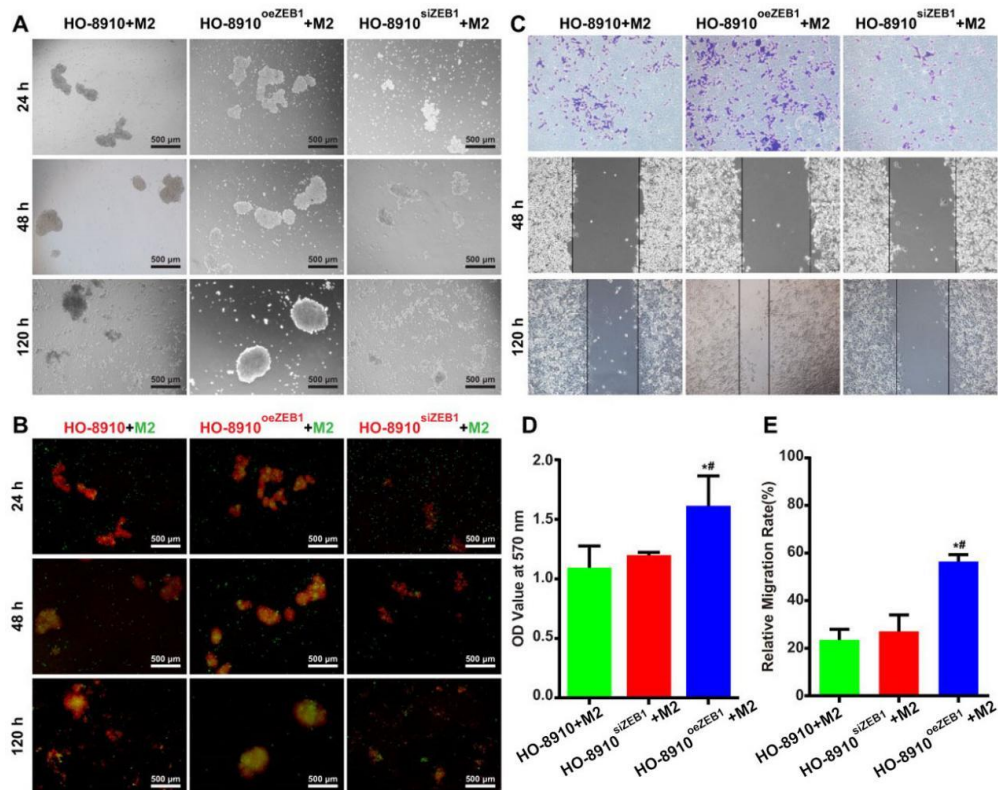 A
HO-8910+M2
HO-8910oeZEB1+M2
HO-8910siZEB1+M2
24 h
500 μm
500 μm
500 μm
48 h
500 μm
500 μm
500 μm
120 h
500 μm
500 μm
500 μm
B
HO-8910+M2
HO-8910oeZEB1+M2
HO-8910siZEB1+M2
24 h
500 μm
500 μm
500 μm
48 h
500 μm
500 μm
500 μm
120 h
500 μm
500 μm
500 μm
C
HO-8910+M2
HO-8910oeZEB1+M2
HO-8910siZEB1+M2
48 h
120 h
D
OD Value at 570 nm
2.0
1.5
1.0
0.5
0.0
*#
HO-8910+M2
HO-8910siZEB1+M2
HO-8910oeZEB1+M2
E
Relative Migration Rate(%)
100
80
60
40
20
0
*#
HO-8910+M2
HO-8910siZEB1+M2
HO-8910oeZEB1+M2